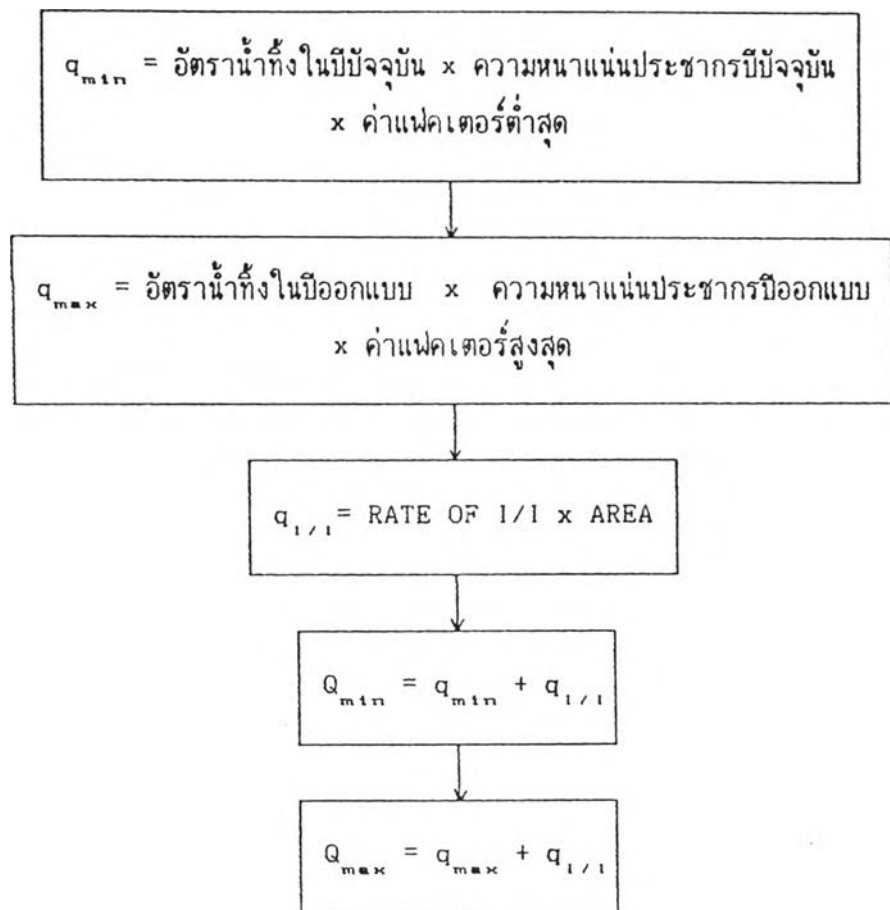 q_min = อัตราน้ำทิ้งในปีปัจจุบัน x ความหนาแน่นประชากรปีปัจจุบัน
x ค่าแฟคเตอร์ต่ำสุด
q_max = อัตราน้ำทิ้งในปีออกแบบ x ความหนาแน่นประชากรปีออกแบบ
x ค่าแฟคเตอร์สูงสุด
q_I/I = RATE OF I/I x AREA
Q_min = q_min + q_I/I
Q_max = q_max + q_I/I